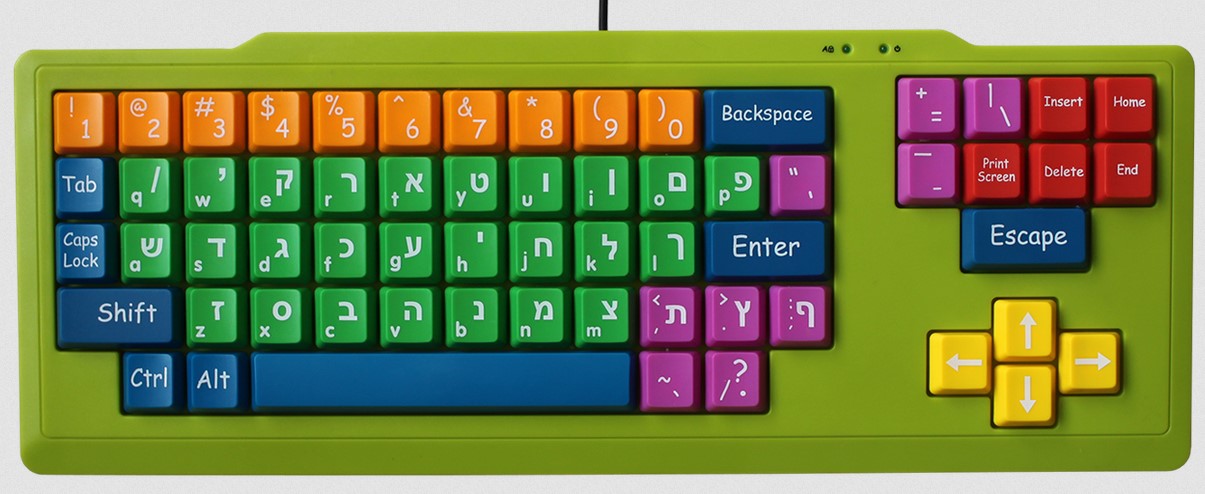 A
! 1 @ 2 # 3 $ 4 % 5 ^ 6 & 7 * 8 ( 9 ) 0 Backspace + = | \ Insert Home
Tab q / w ' e ק r ר t א y ט u ו i ן o ם p פ " ' — - Print Screen Delete End
Caps Lock a ש s ד d ג f כ g ע h י j ח k ל l ך Enter Escape
Shift z ז x ס c ב v ה b נ n מ m צ < , ת > . ץ : ; ף
Ctrl Alt ~ ` / ? ← ↑ ↓ →